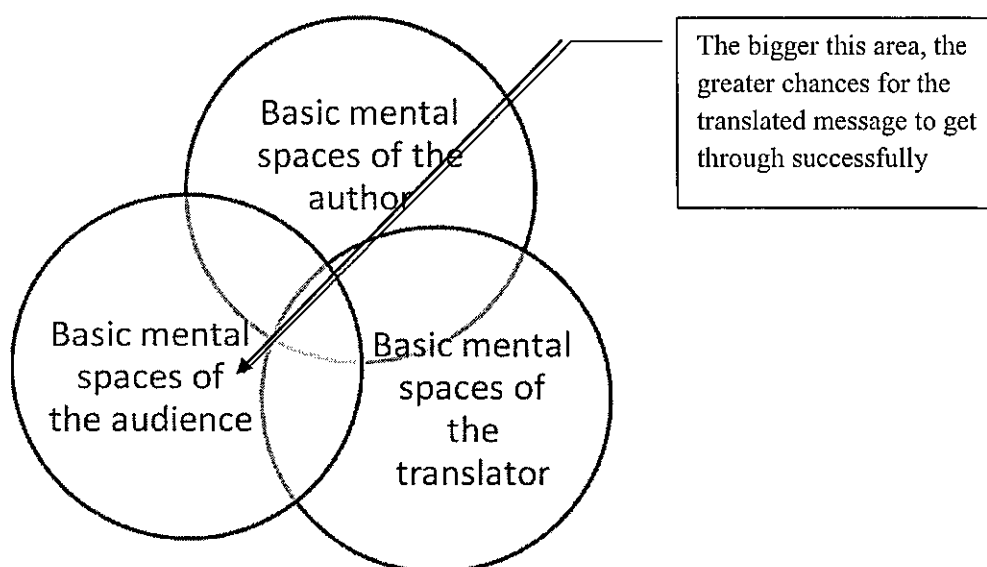 The bigger this area, the
greater chances for the
translated message to get
through successfully
Basic mental
spaces of the
author
Basic mental
spaces of
the audience
Basic mental
spaces of
the
translator